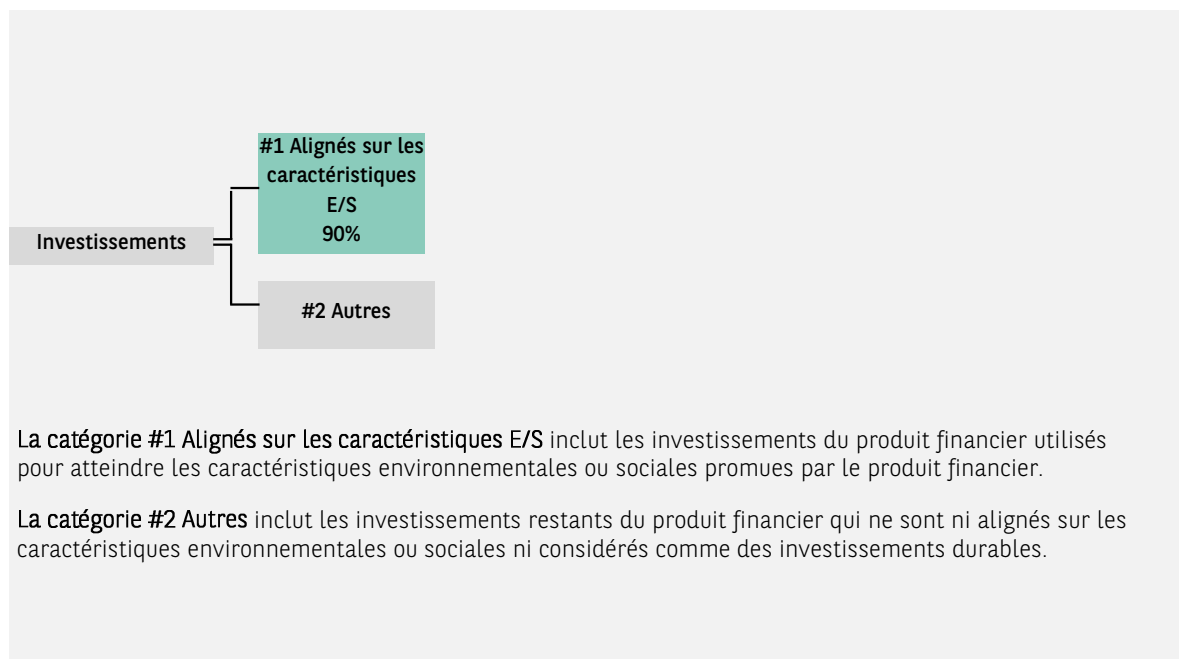 #1 Alignés sur les
caractéristiques
E/S
90%
Investissements
#2 Autres
La catégorie #1 Alignés sur les caractéristiques E/S inclut les investissements du produit financier utilisés
pour atteindre les caractéristiques environnementales ou sociales promues par le produit financier.
La catégorie #2 Autres inclut les investissements restants du produit financier qui ne sont ni alignés sur les
caractéristiques environnementales ou sociales ni considérés comme des investissements durables.